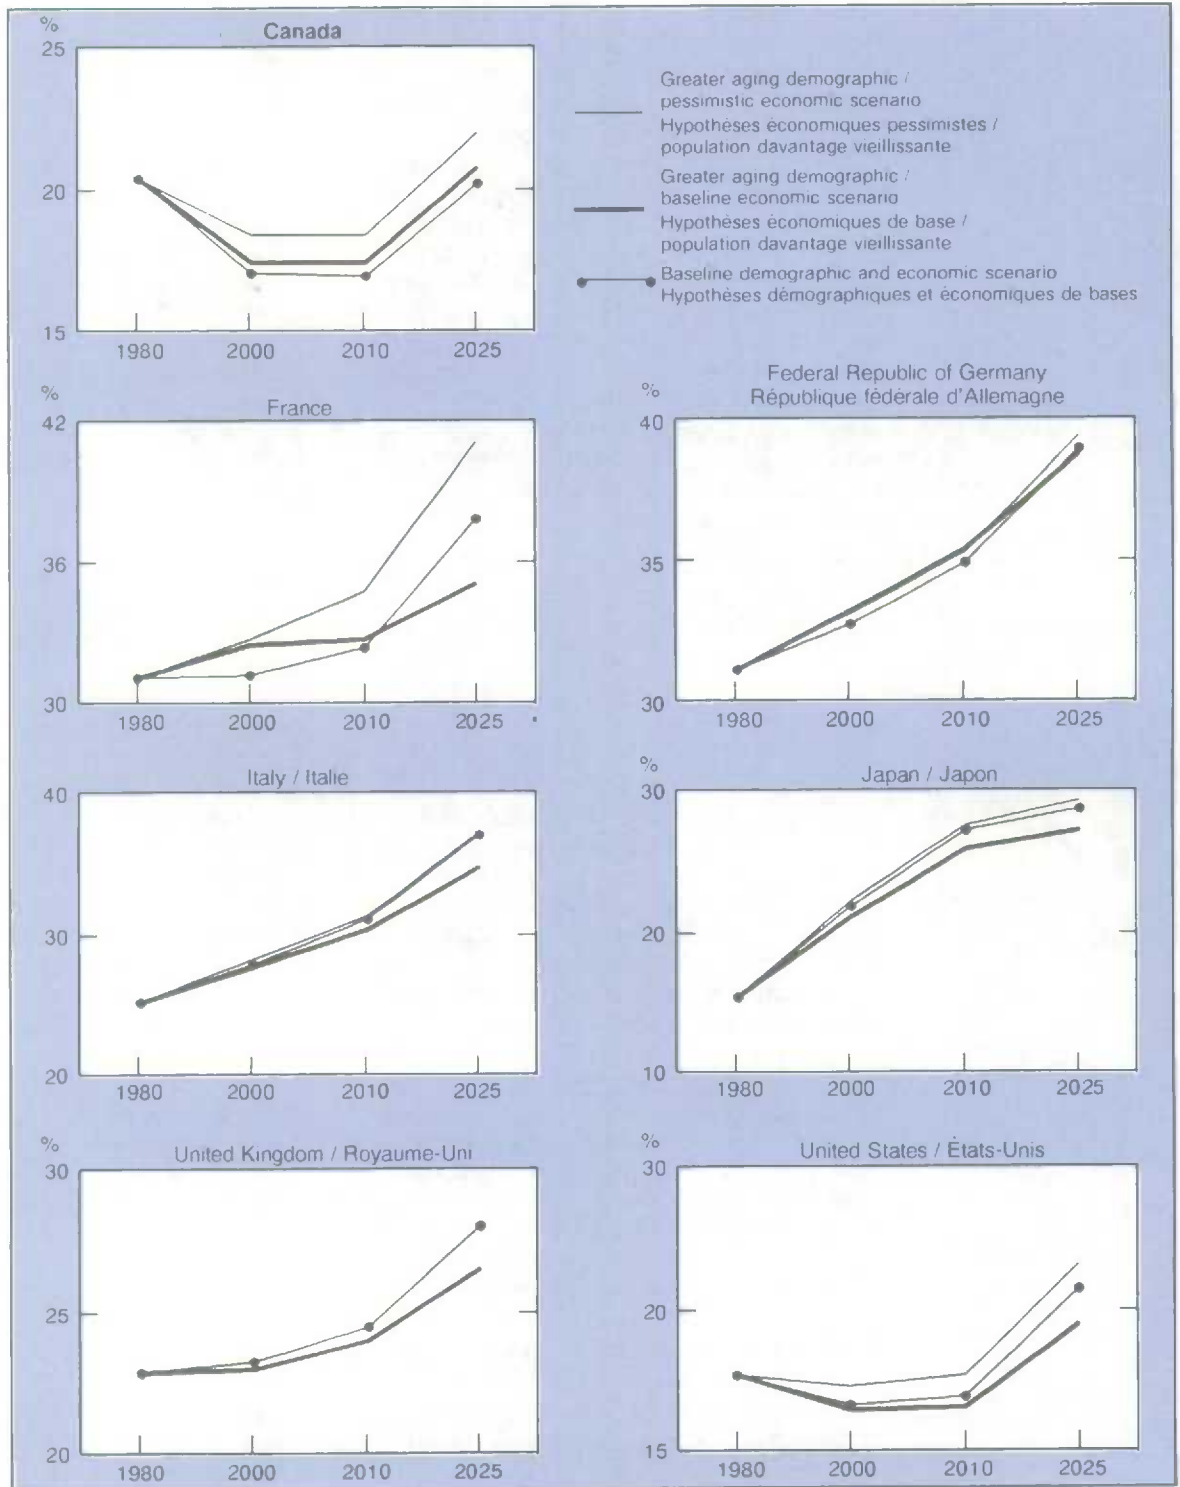 %
Canada
25
20
15
1980 2000 2010 2025
Greater aging demographic /
pessimistic economic scenario
Hypothéses économiques pessimistes /
population davantage vieillissante
Greater aging demographic /
baseline economic scenario
Hypothéses économiques de base /
population davantage vieillissante
Baseline demographic and economic scenario
Hypothéses démographiques et économiques de bases
%
France
42
36
30
1980 2000 2010 2025
Federal Republic of Germany
%
République fédérale d'Allemagne
40
35
30
1980 2000 2010 2025
Italy / Italie
40
30
20
1980 2000 2010 2025
%
Japan / Japon
30
20
10
1980 2000 2010 2025
%
United Kingdom / Royaume-Uni
30
25
20
1980 2000 2010 2025
%
United States / États-Unis
30
20
15
1980 2000 2010 2025